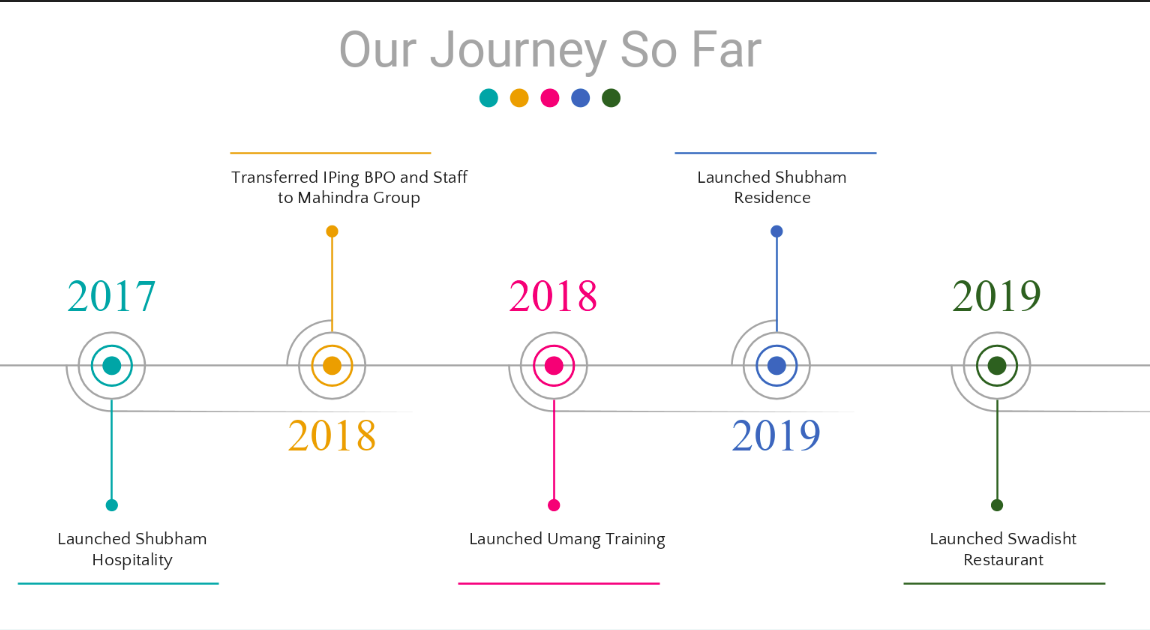 Our Journey So Far
Transferred IPing BPO and Staff
to Mahindra Group
Launched Shubham
Residence
2017
2018
2019
2018
2019
Launched Shubham
Hospitality
Launched Umang Training
Launched Swadisht
Restaurant